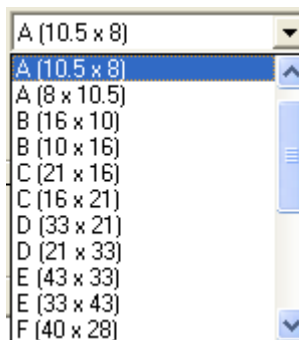 A (10.5 x 8)
A (10.5 x 8)
A (8 x 10.5)
B (16 x 10)
B (10 x 16)
C (21 x 16)
C (16 x 21)
D (33 x 21)
D (21 x 33)
E (43 x 33)
E (33 x 43)
F (40 x 28)